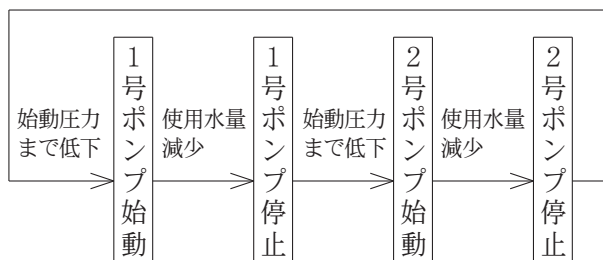 始動圧力
まで低下
1号ポンプ始動
使用水量
減少
1号ポンプ停止
始動圧力
まで低下
2号ポンプ始動
使用水量
減少
2号ポンプ停止